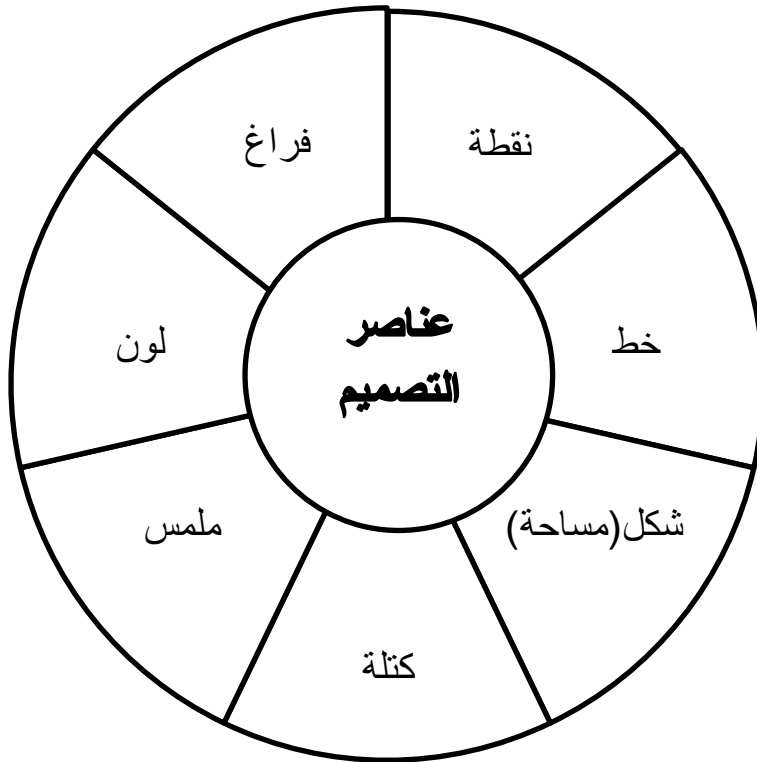 عناصر
التصميم
نقطة
خط
شكل(مساحة)
كتلة
ملمس
لون
فراغ